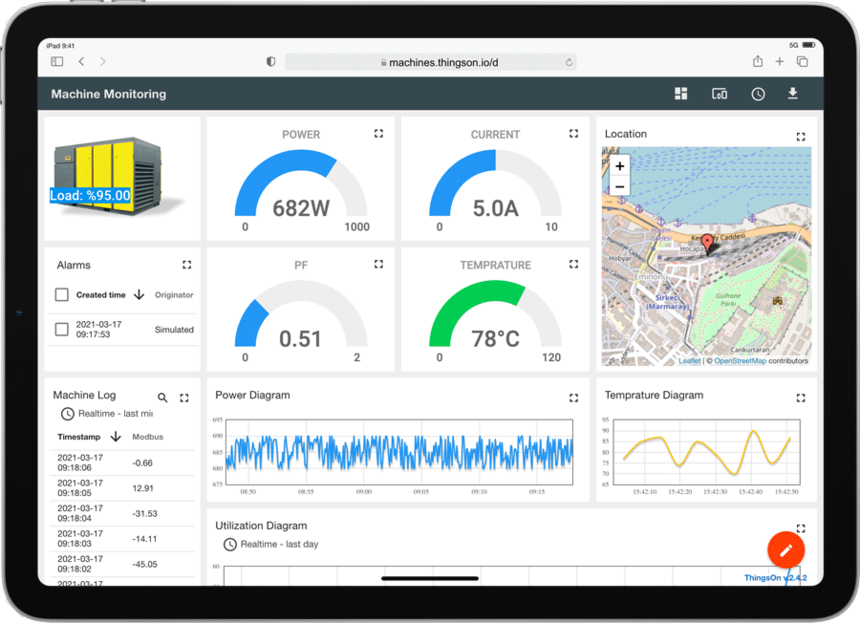 iPad 9:41
5G
machines.thingson.io/d
Machine Monitoring
Load: %95.00
POWER
682W
0
1000
CURRENT
5.0A
0
10
Location
+
−
Kennedy Caddesi
Hocapaşa
Hobyar
Eminönü
Sirkeci
(Marmaray)
Gülhane
Parkı
Cankurtaran
Leaflet | © OpenStreetMap contributors
Alarms
Created time
Originator
2021-03-17
09:17:53
Simulated
PF
0.51
0
2
TEMPRATURE
78°C
0
120
Machine Log
Realtime - last mi
Timestamp
Modbus
2021-03-17
09:18:06
-0.66
2021-03-17
09:18:05
12.91
2021-03-17
09:18:04
-31.53
2021-03-17
09:18:03
-14.11
2021-03-17
09:18:02
-45.05
2021-03-17
Power Diagram
695
690
685
680
675
08:50
08:55
09:00
09:05
09:10
09:15
Temprature Diagram
95
90
85
80
75
70
65
15:42:10
15:42:20
15:42:30
15:42:40
15:42:50
Utilization Diagram
Realtime - last day
60
ThingsOn v.2.4.2